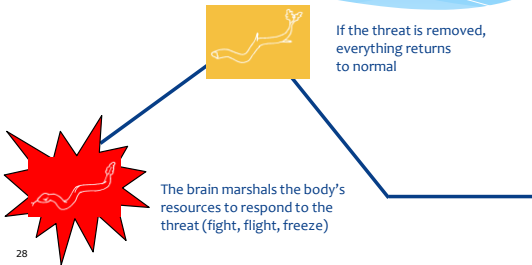 If the threat is removed,
everything returns
to normal
The brain marshals the body's
resources to respond to the
threat (fight, flight, freeze)
28